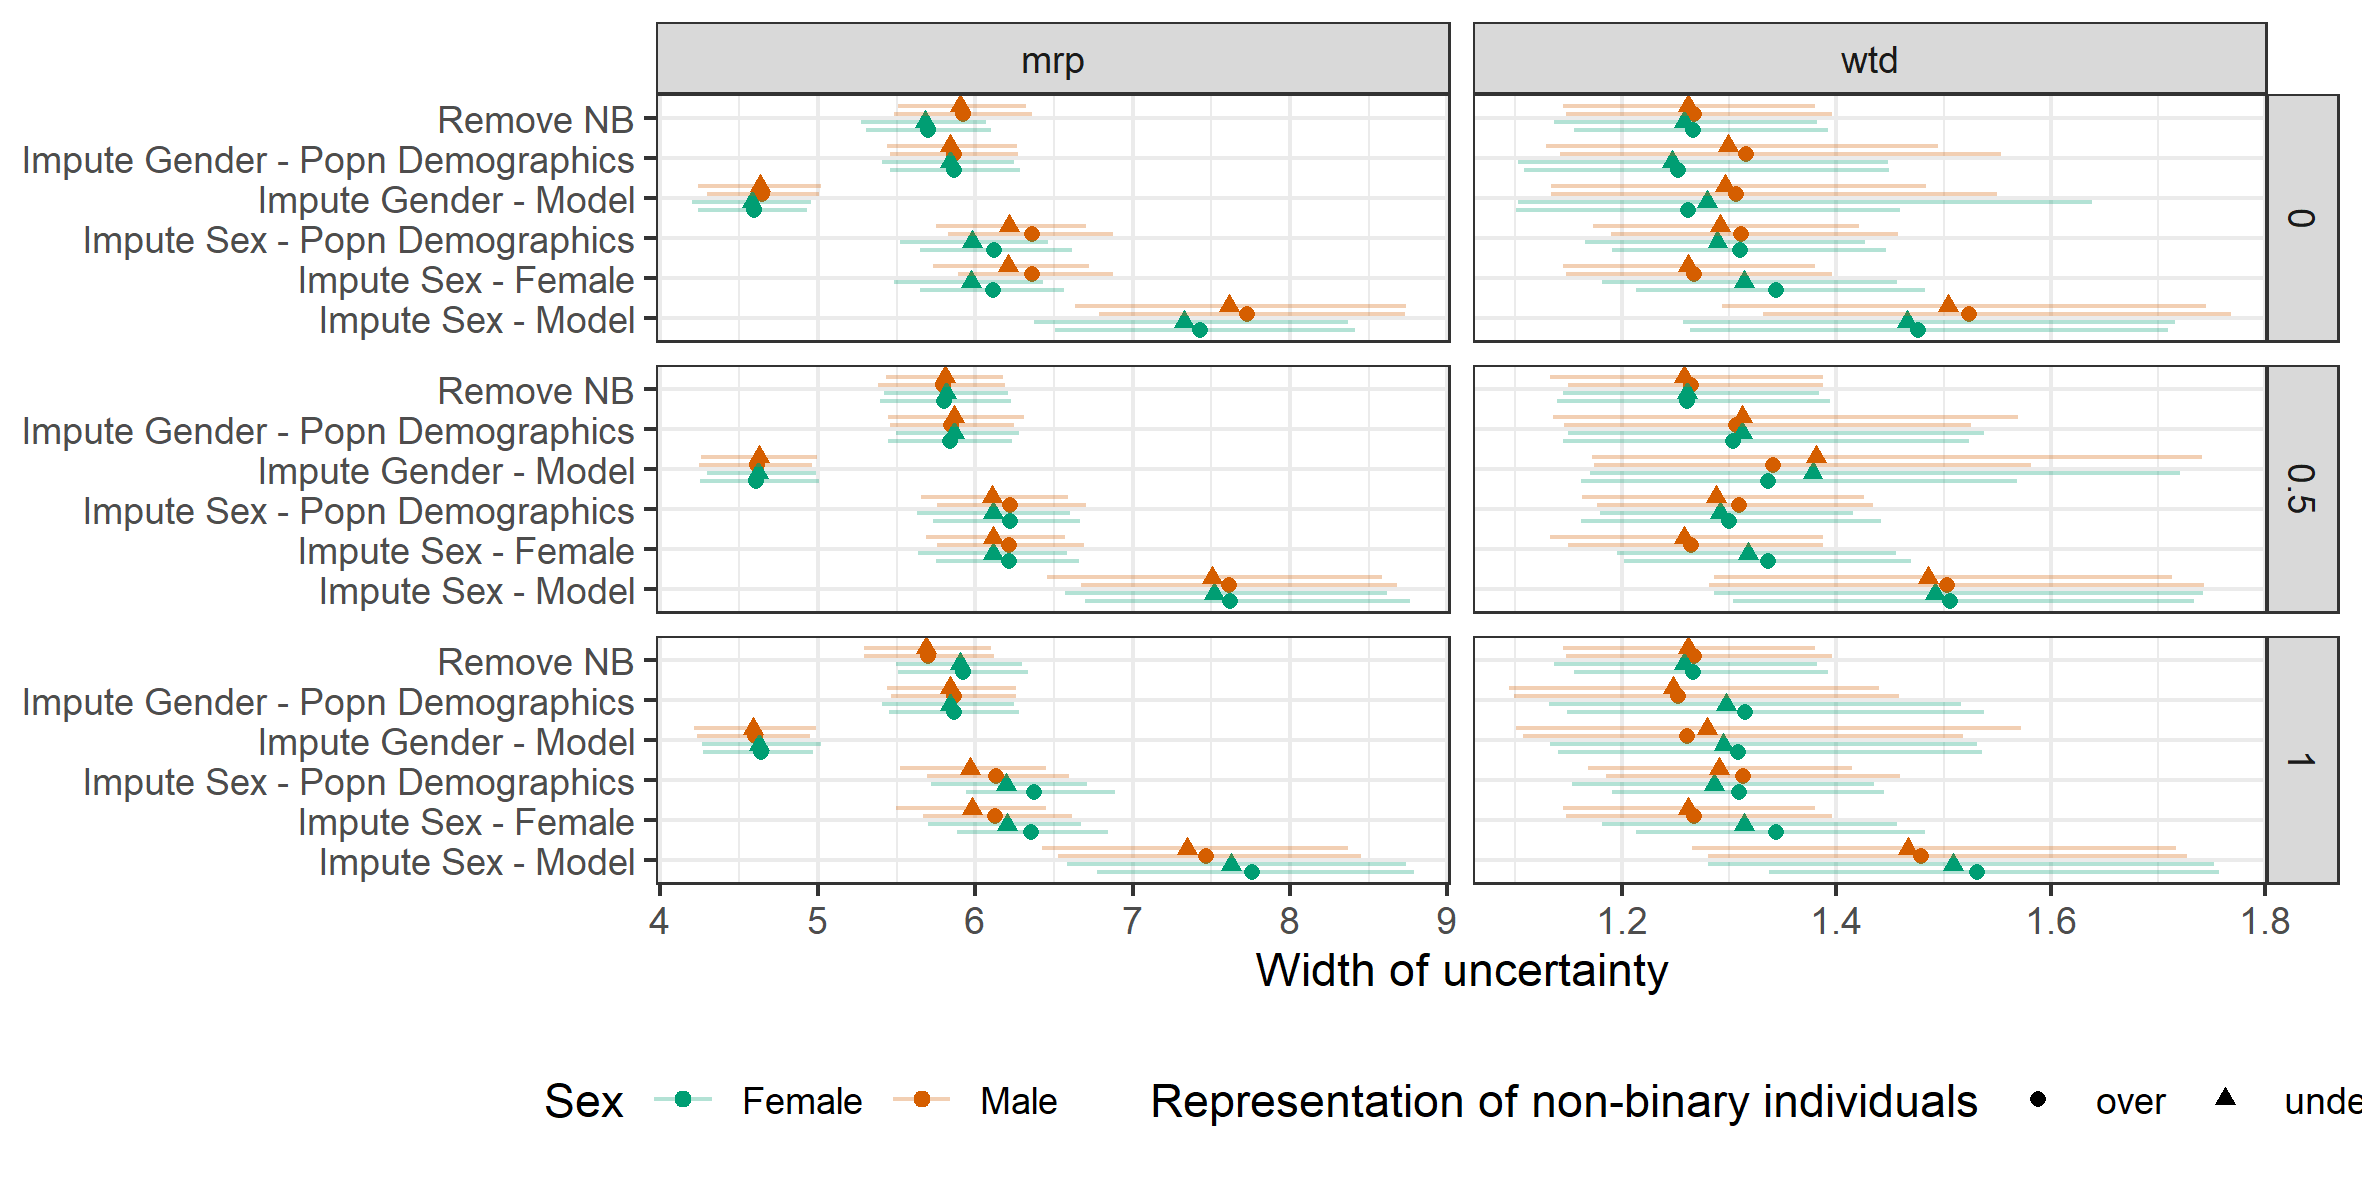 mrp wtd
Remove NB
Impute Gender - Popn Demographics
Impute Gender - Model
Impute Sex - Popn Demographics
Impute Sex - Female
Impute Sex - Model
0
Remove NB
Impute Gender - Popn Demographics
Impute Gender - Model
Impute Sex - Popn Demographics
Impute Sex - Female
Impute Sex - Model
0.5
Remove NB
Impute Gender - Popn Demographics
Impute Gender - Model
Impute Sex - Popn Demographics
Impute Sex - Female
Impute Sex - Model
1
4 5 6 7 8 9 1.2 1.4 1.6 1.8
Width of uncertainty
Sex Female Male Representation of non-binary individuals over unde